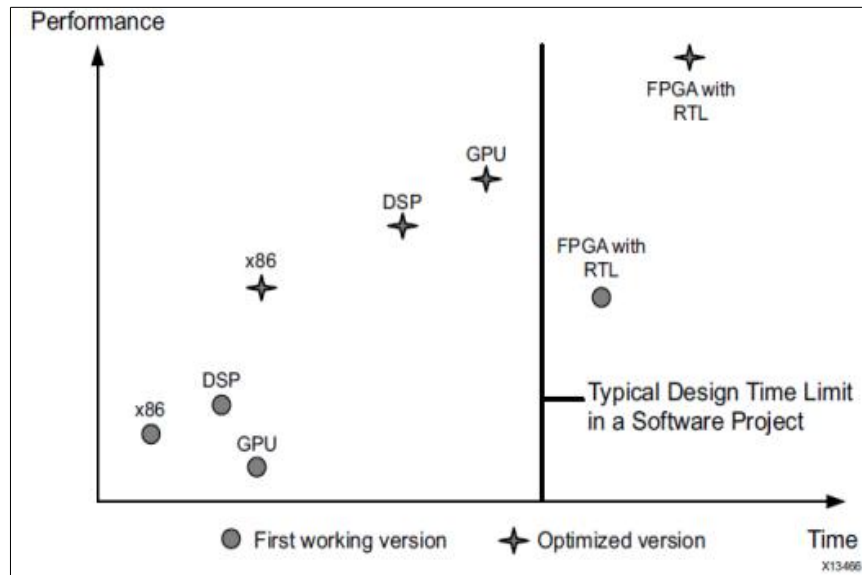 Performance
FPGA with
RTL
GPU
DSP
FPGA with
RTL
x86
DSP
x86
GPU
Typical Design Time Limit
in a Software Project
First working version
Optimized version
Time
X13466